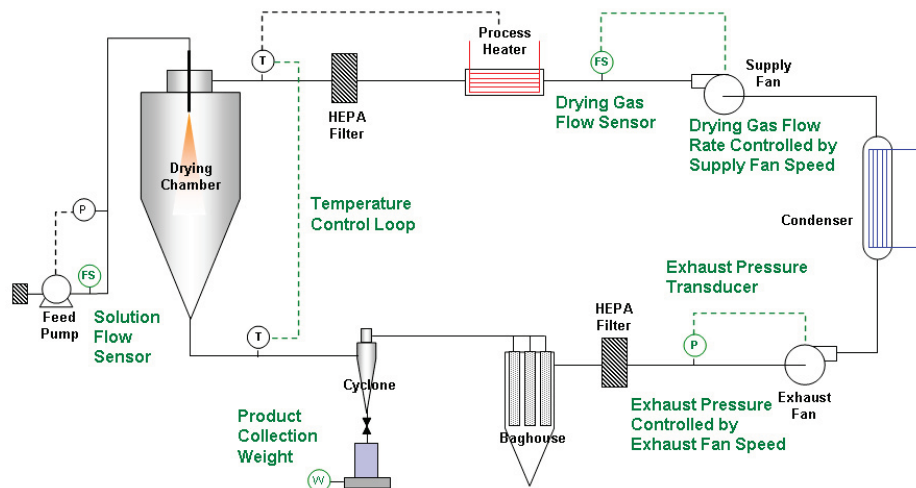 Process
Heater
T
FS
Supply
Fan
HEPA
Filter
Drying Gas
Flow Sensor
Drying Gas Flow
Rate Controlled by
Supply Fan Speed
Drying
Chamber
Temperature
Control Loop
P
Condenser
FS
Feed
Pump
Solution
Flow
Sensor
Exhaust Pressure
Transducer
T
HEPA
Filter
P
Cyclone
Exhaust
Fan
Product
Collection
Weight
Baghouse
Exhaust Pressure
Controlled by
Exhaust Fan Speed
W